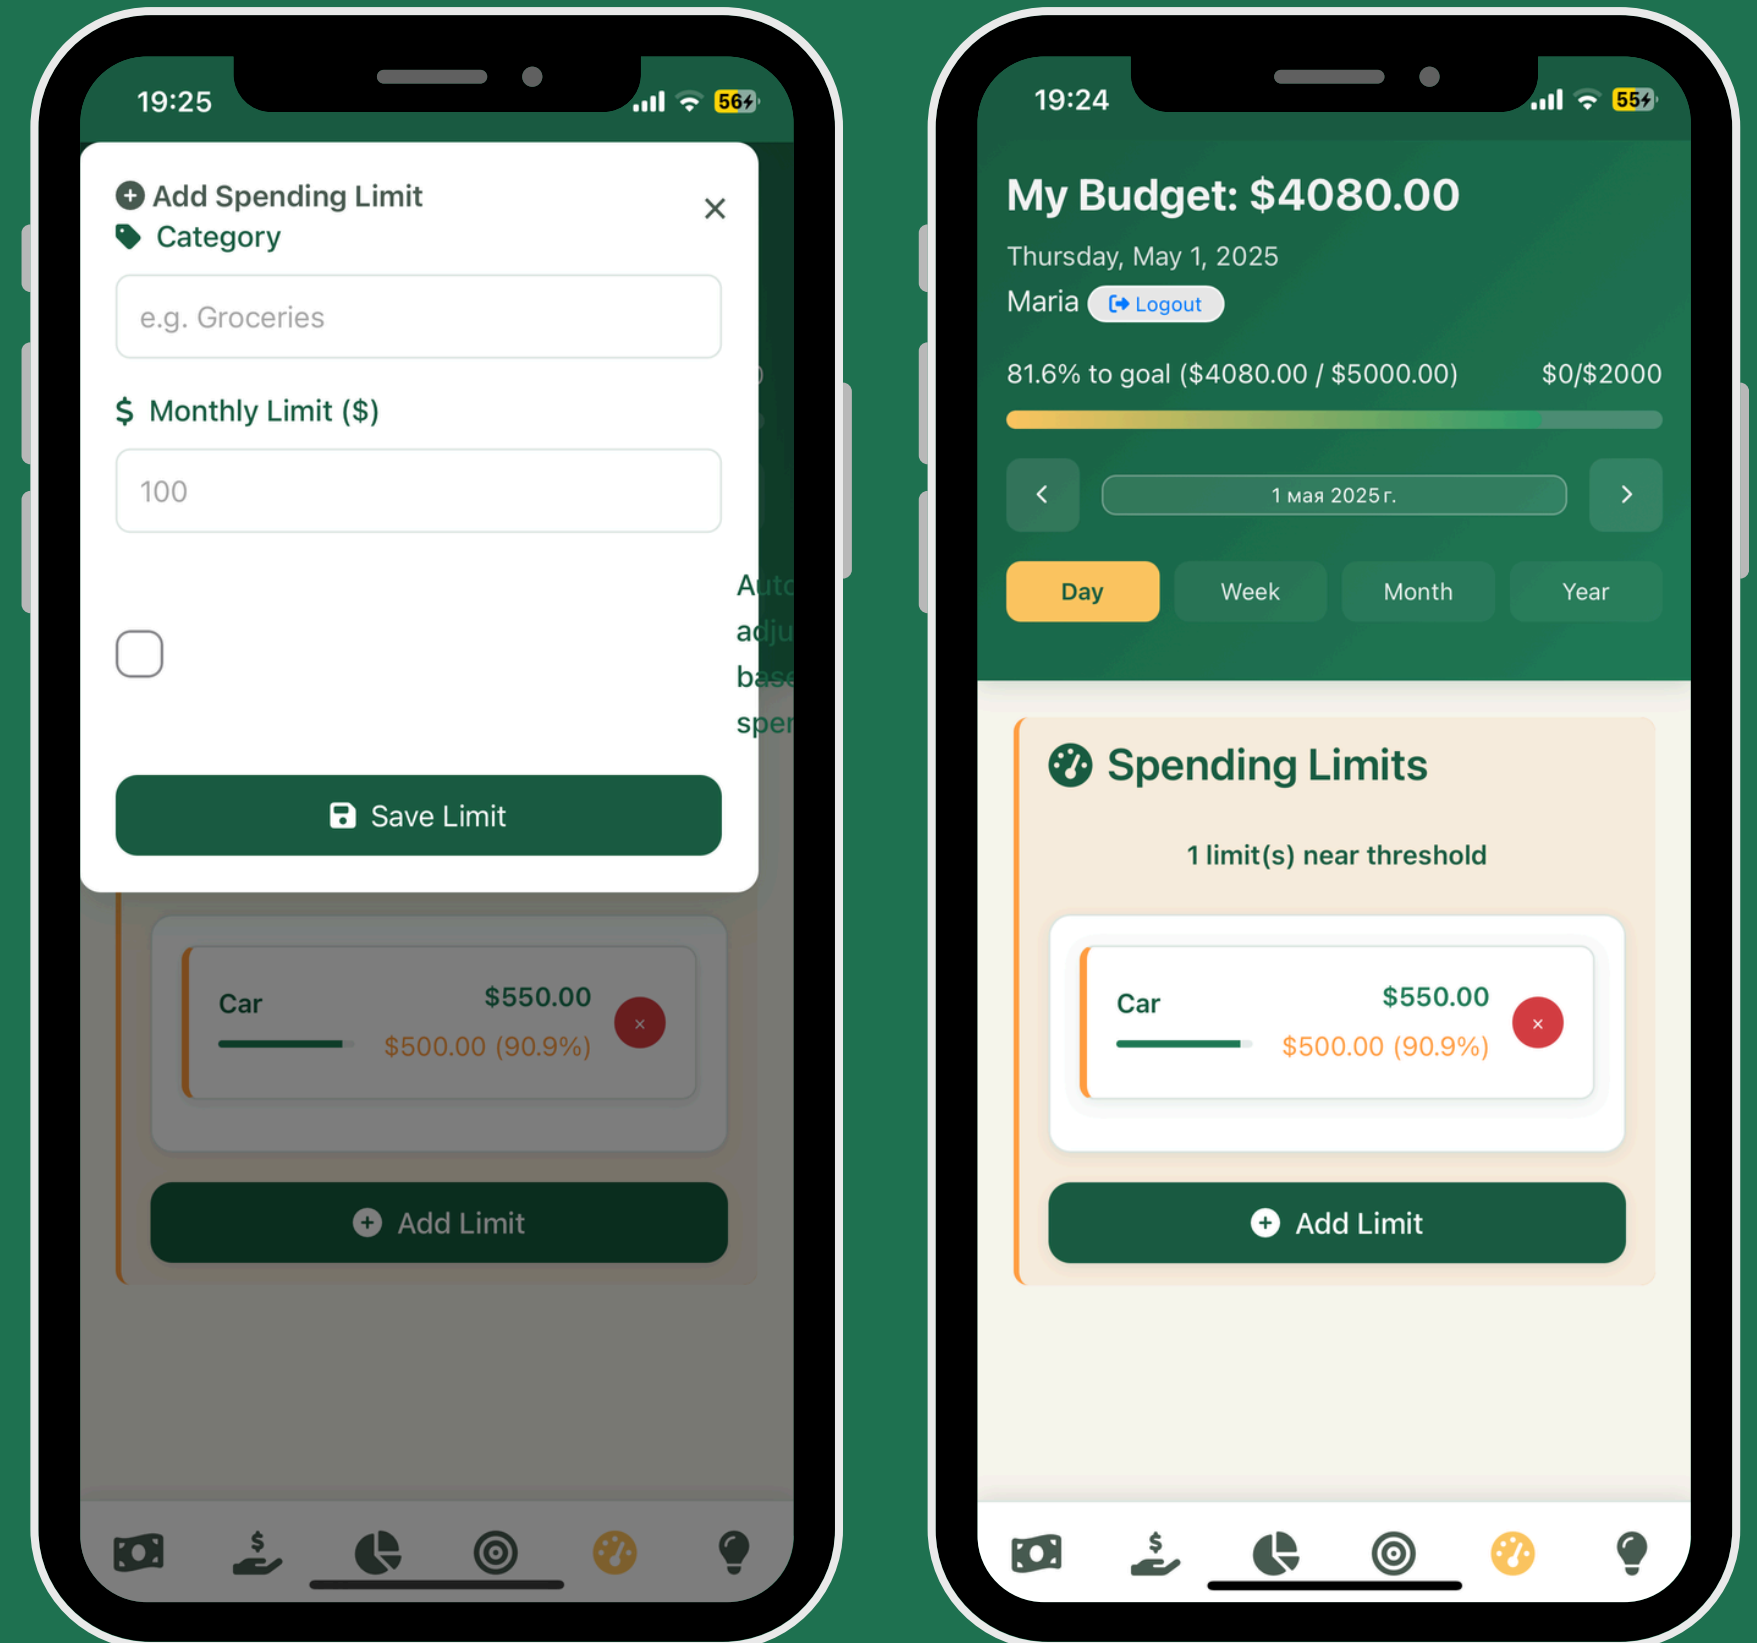 19:25
56
Add Spending Limit
Category
e.g. Groceries
Monthly Limit ($)
100
Save Limit
Car
$550.00
$500.00 (90.9%)
Add Limit
19:24
55
My Budget: $4080.00
Thursday, May 1, 2025
Maria
Logout
81.6% to goal ($4080.00 / $5000.00)
$0/$2000
1 мая 2025 г.
Day
Week
Month
Year
Spending Limits
1 limit(s) near threshold
Car
$550.00
$500.00 (90.9%)
Add Limit